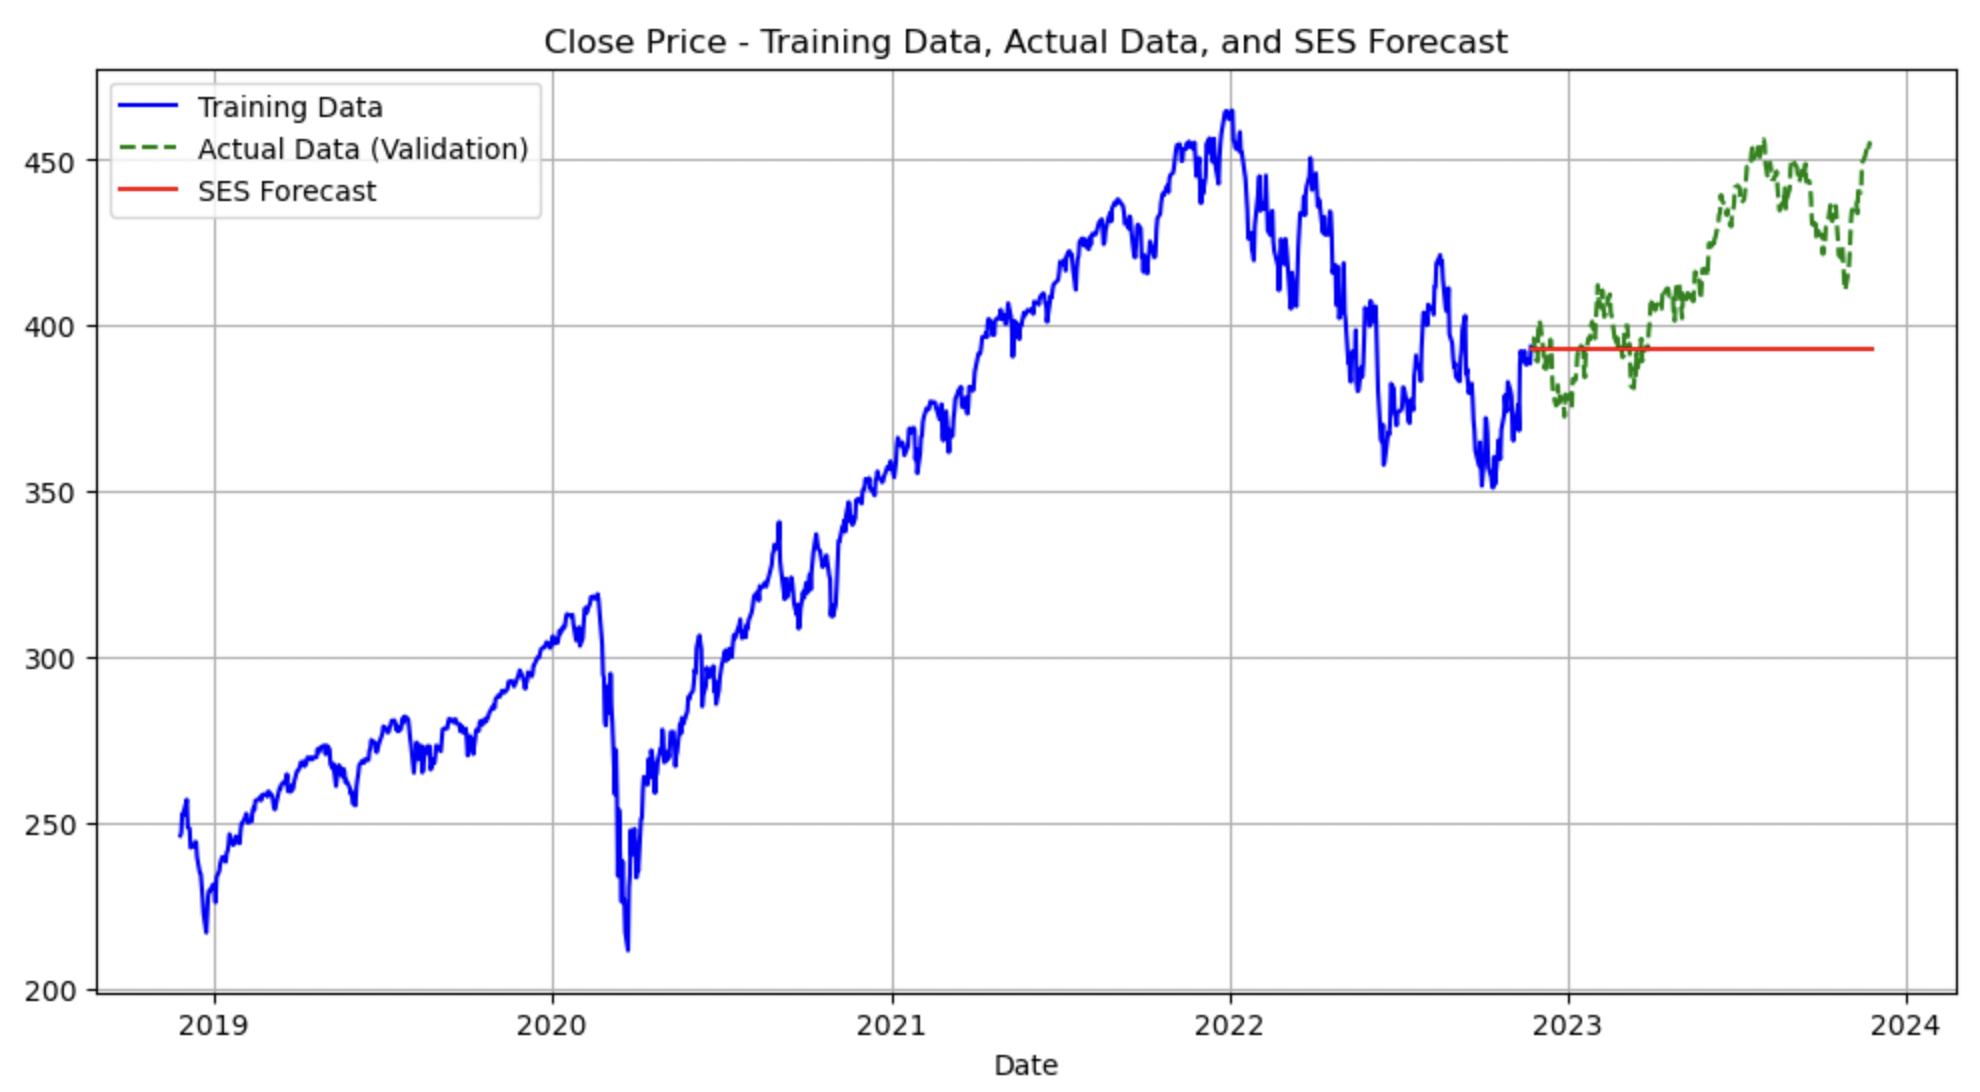 Close Price - Training Data, Actual Data, and SES Forecast
Training Data
Actual Data (Validation)
SES Forecast
450
400
350
300
250
200
2019 2020 2021 2022 2023 2024
Date